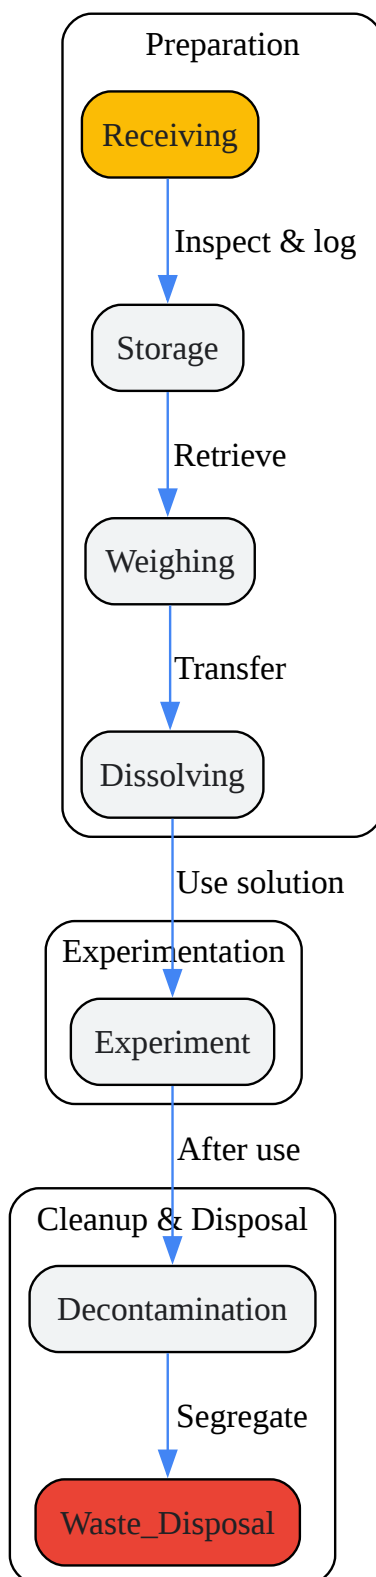 Preparation
Receiving
Inspect & log
Storage
Retrieve
Weighing
Transfer
Dissolving
Use solution
Experimentation
Experiment
After use
Cleanup & Disposal
Decontamination
Segregate
Waste_Disposal